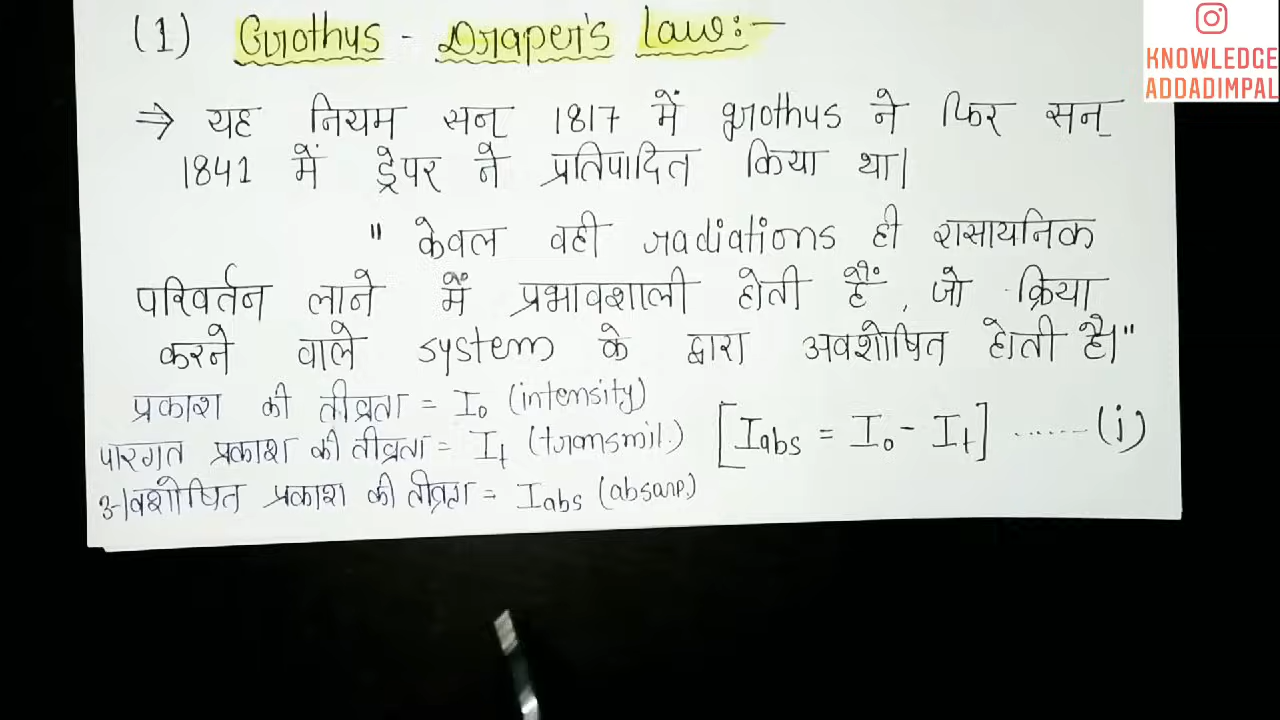 (1) Grothus - Draper's law:-
KNOWLEDGE
ADDADIMPAL
⇒ यह नियम सन् 1817 में grothus ने फिर सन्
1841 में ड्रेपर ने प्रतिपादित किया था।
" केवल वही radiations ही रासायनिक
परिवर्तन लाने में प्रभावशाली होती हैं, जो क्रिया
करने वाले system के द्वारा अवशोषित होती है।"
प्रकाश की तीव्रता = I₀ (intensity)
पारगत प्रकाश की तीव्रता = It (transmit.) [Iabs = I₀ - It] ...... (i)
अवशोषित प्रकाश की तीव्रता = Iabs (absorp.)